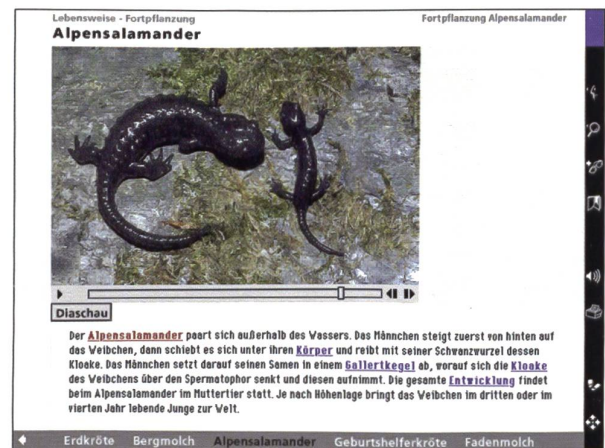 Lebensweise - Fortpflanzung
Fortpflanzung Alpensalamander
Alpensalamander
Diaschau
Der Alpensalamander paart sich außerhalb des Wassers. Das Männchen steigt zuerst von hinten auf
das Weibchen, dann schiebt es sich unter ihren Körper und reibt mit seiner Schwanzwurzel dessen
Kloake. Das Männchen setzt darauf seinen Samen in einem Gallertkegel ab, worauf sich die Kloake
des Weibchens über den Spermatophor senkt und diesen aufnimmt. Die gesamte Entwicklung findet
beim Alpensalamander im Muttertier statt. Je nach Höhenlage bringt das Weibchen im dritten oder im
vierten Jahr lebende Junge zur Welt.
Erdkröte Bergmolch Alpensalamander Geburtshelferkröte Fadenmolch